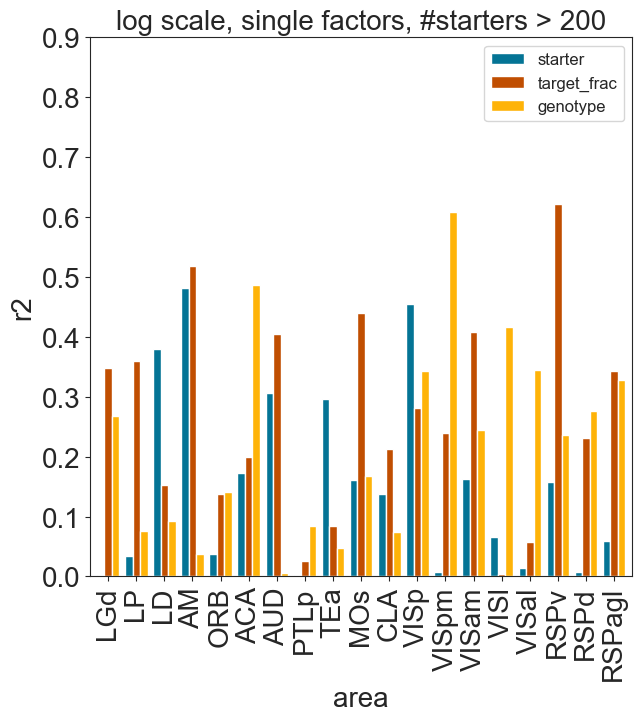 log scale, single factors, #starters > 200
starter
target_frac
genotype
r2
0.9
0.8
0.7
0.6
0.5
0.4
0.3
0.2
0.1
0.0
LGd
LP
LD
AM
ORB
ACA
AUD
PTLp
TEa
MOs
CLA
VISp
VISpm
VISam
VISl
VISal
RSPv
RSPd
RSPagl
area